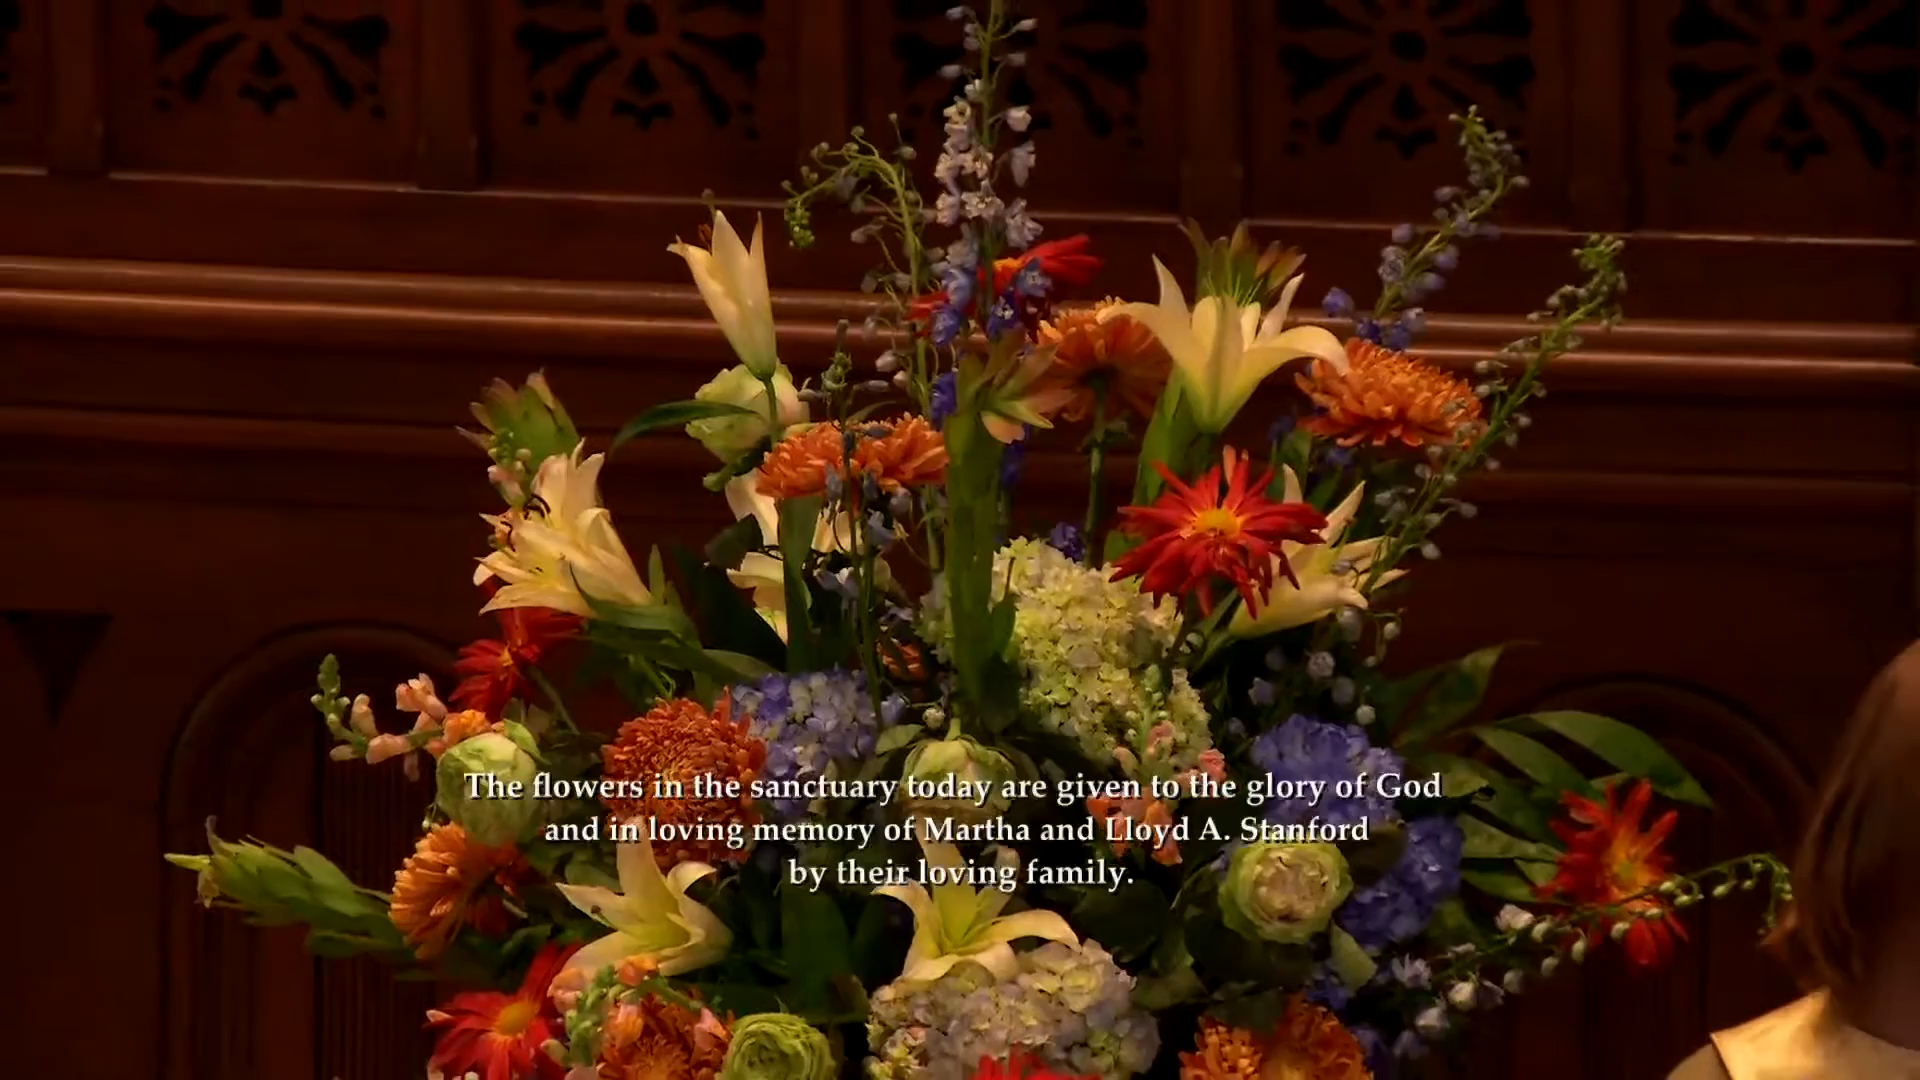 The flowers in the sanctuary today are given to the glory of God
and in loving memory of Martha and Lloyd A. Stanford
by their loving family.